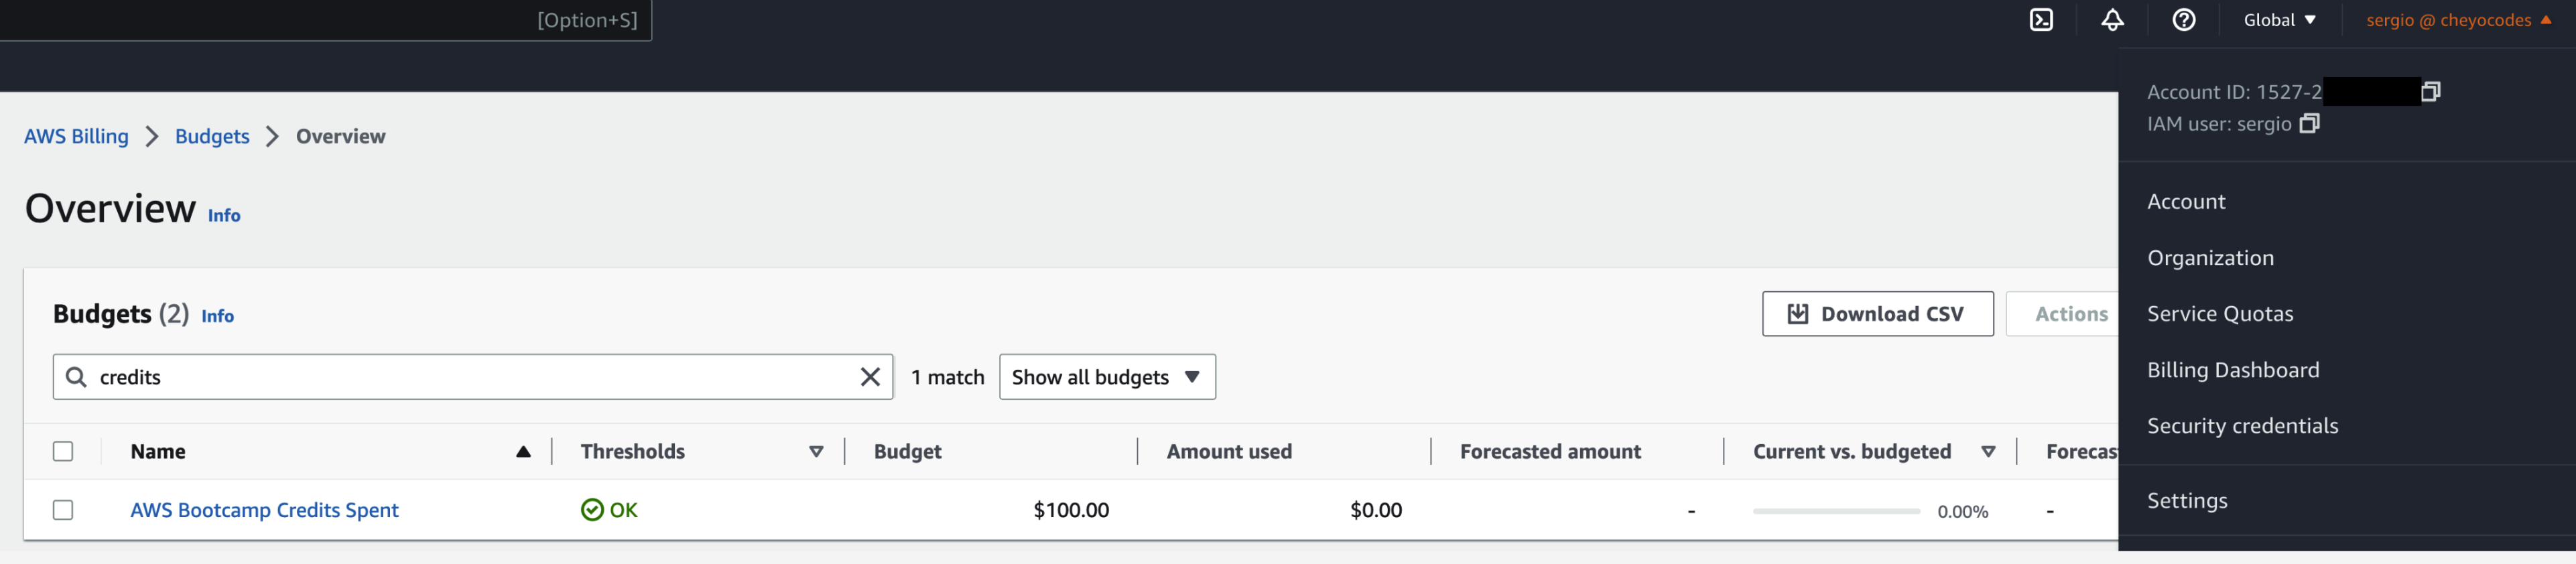 [Option+S]
Global
sergio @ cheyocodes
Account ID: 1527-2
IAM user: sergio
Account
Organization
Service Quotas
Billing Dashboard
Security credentials
Settings
AWS Billing
Budgets
Overview
Overview Info
Budgets (2) Info
Download CSV
Actions
credits
1 match
Show all budgets
Name
Thresholds
Budget
Amount used
Forecasted amount
Current vs. budgeted
Forecas
AWS Bootcamp Credits Spent
OK
$100.00
$0.00
-
0.00%
-